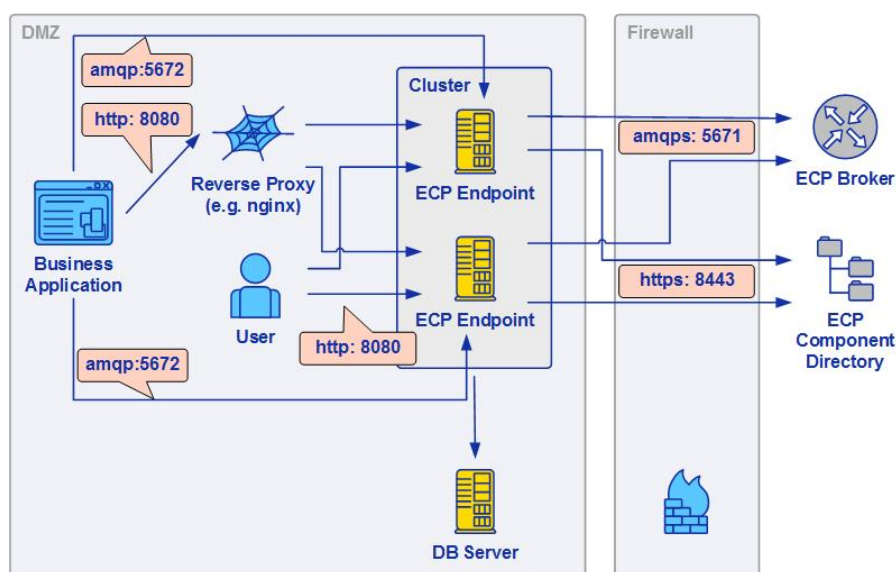 DMZ
Firewall
amqp:5672
Cluster
http: 8080
amqps: 5671
Reverse Proxy
(e.g. nginx)
ECP Endpoint
ECP Broker
Business
Application
User
ECP Endpoint
https: 8443
http: 8080
ECP
Component
Directory
amqp:5672
DB Server